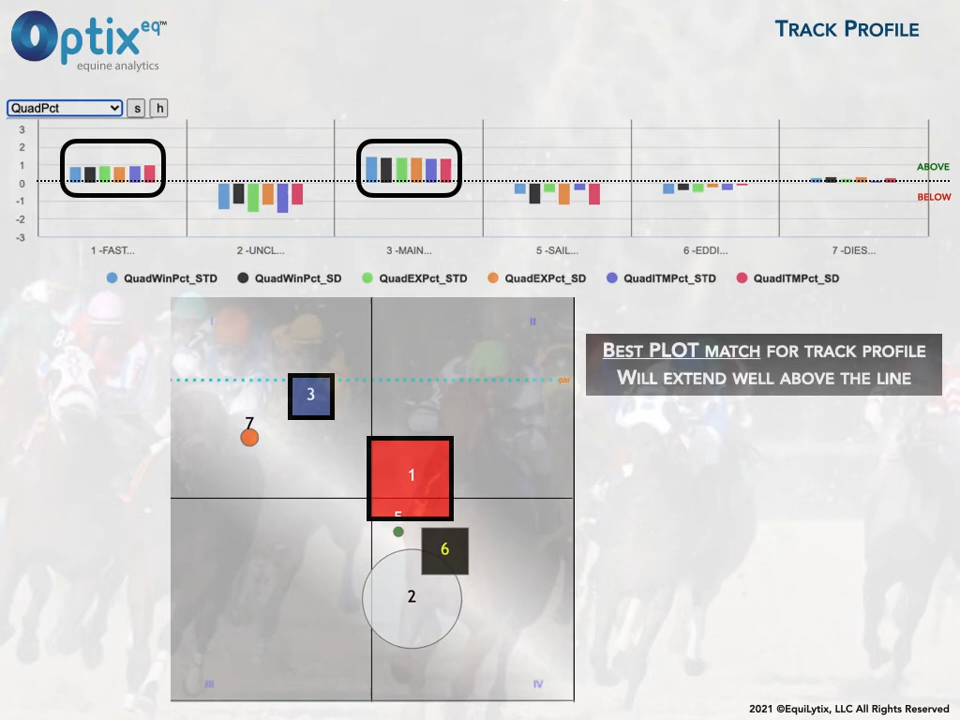 Optix eq™
equine analytics
TRACK PROFILE
QuadPct
s
h
3
2
1
0
-1
-2
-3
ABOVE
BELOW
1 -FAST...
2 -UNCL...
3 -MAIN...
5 -SAIL...
6 -EDDI...
7 -DIES...
QuadWinPct_STD
QuadWinPct_SD
QuadEXPct_STD
QuadEXPct_SD
QuadITMPct_STD
QuadITMPct_SD
I
II
par
3
7
1
5
6
2
III
IV
BEST PLOT MATCH FOR TRACK PROFILE
WILL EXTEND WELL ABOVE THE LINE
2021 ©EquiLytix, LLC All Rights Reserved